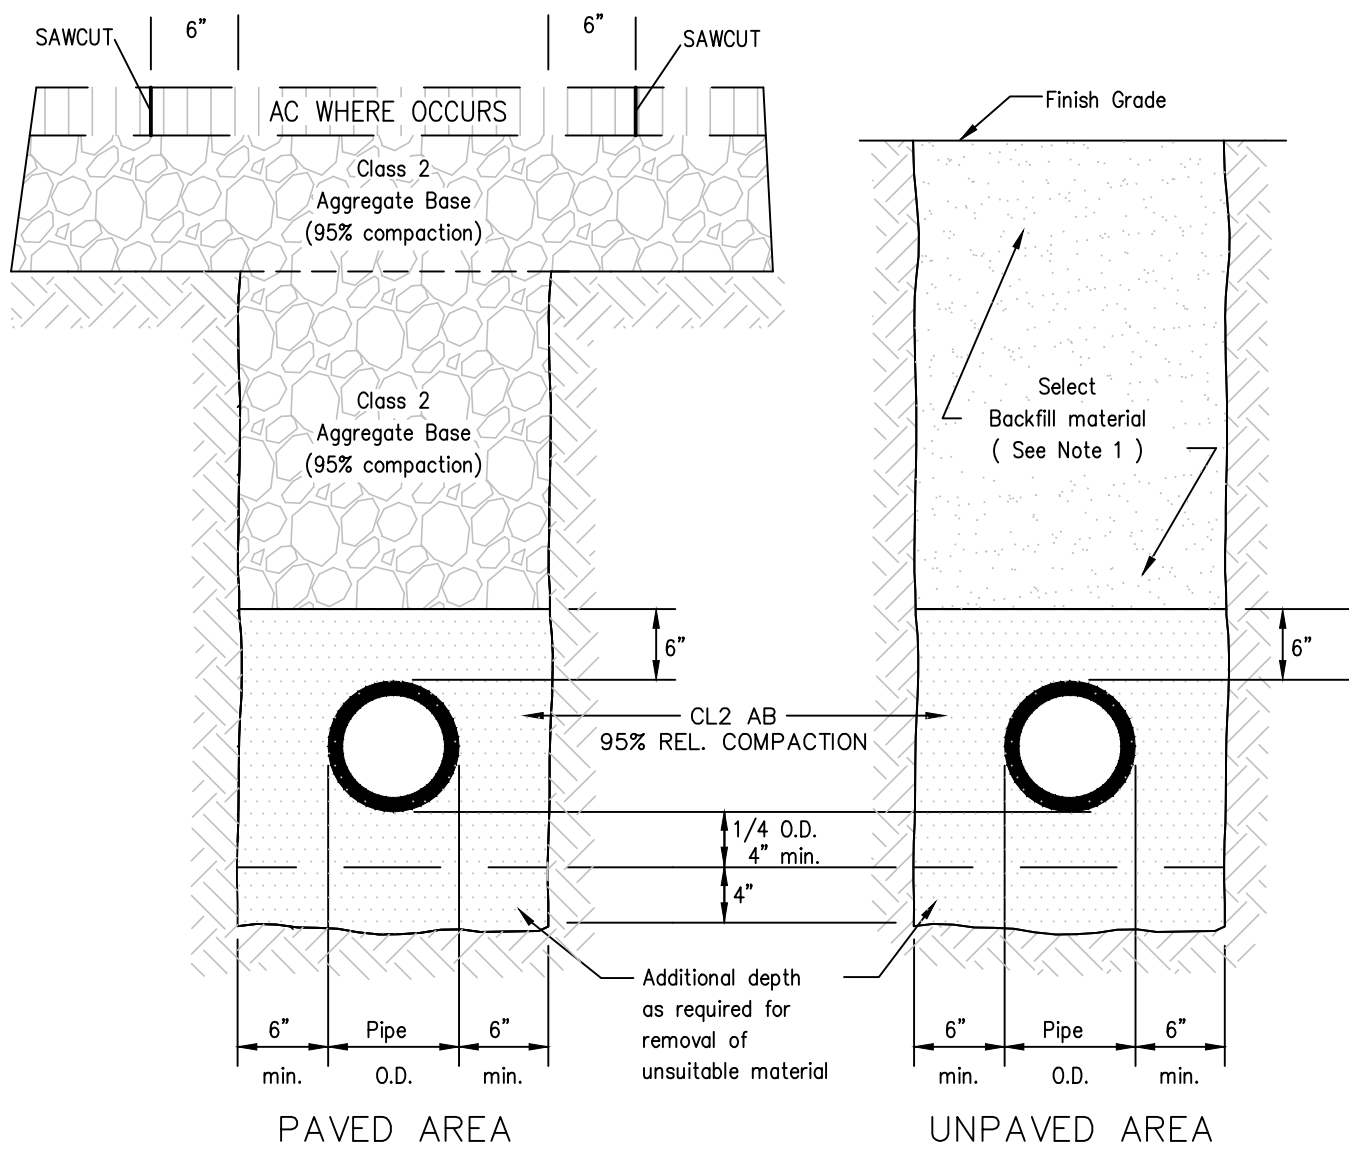 6”
6”
SAWCUT
SAWCUT
AC WHERE OCCURS
Class 2
Aggregate Base
(95% compaction)
Class 2
Aggregate Base
(95% compaction)
Finish Grade
Select
Backfill material
( See Note 1 )
6”
6”
CL2 AB
95% REL. COMPACTION
1/4 O.D.
4” min.
4”
Additional depth
as required for
removal of
unsuitable material
6” Pipe 6”
min. O.D. min.
6” Pipe 6”
min. O.D. min.
PAVED AREA
UNPAVED AREA